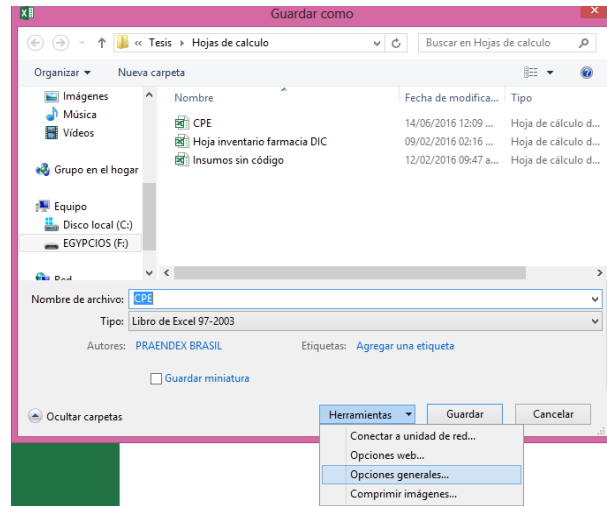 Guardar como
« Tesis ▸ Hojas de calculo
Buscar en Hojas de calculo
Organizar
Nueva carpeta
Imágenes
Música
Vídeos
Grupo en el hogar
Equipo
Disco local (C:)
EGYPCIOS (F:)
Red
Nombre
Fecha de modifica...
Tipo
CPE
14/06/2016 12:09 ...
Hoja de cálculo d...
Hoja inventario farmacia DIC
09/02/2016 02:16 ...
Hoja de cálculo d...
Insumos sin código
12/02/2016 09:47 a...
Hoja de cálculo d...
Nombre de archivo: CPE
Tipo: Libro de Excel 97-2003
Autores: PRAENDEX BRASIL
Etiquetas: Agregar una etiqueta
Guardar miniatura
Ocultar carpetas
Herramientas
Guardar
Cancelar
Conectar a unidad de red...
Opciones web...
Opciones generales...
Comprimir imágenes...